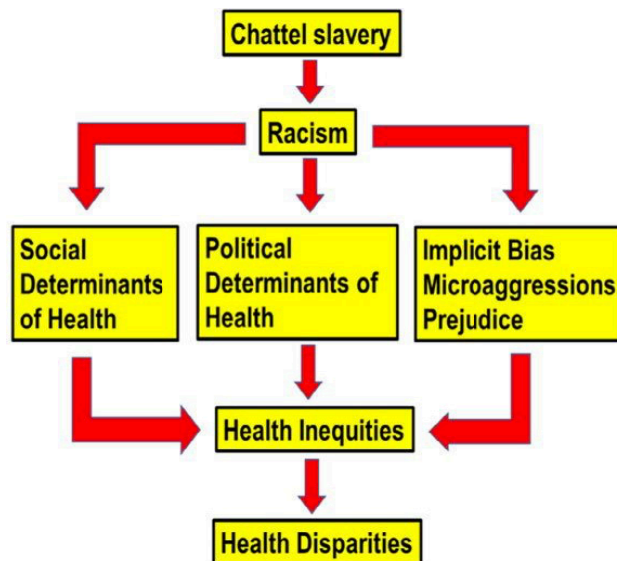 Chattel slavery
Racism
Social
Determinants
of Health
Political
Determinants of
Health
Implicit Bias
Microaggressions
Prejudice
Health Inequities
Health Disparities